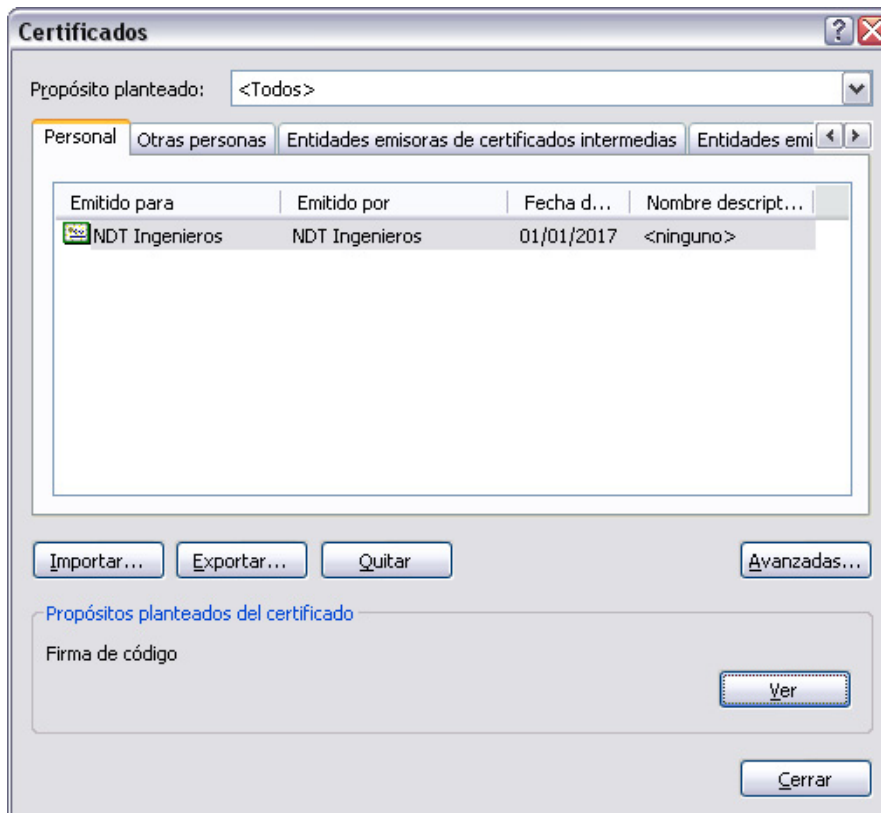 Certificados
Propósito planteado: <Todos>
Personal Otras personas Entidades emisoras de certificados intermedias Entidades emi
Emitido para Emitido por Fecha d... Nombre descript...
NDT Ingenieros NDT Ingenieros 01/01/2017 <ninguno>
Importar... Exportar... Quitar Avanzadas...
Propósitos planteados del certificado
Firma de código
Ver
Cerrar